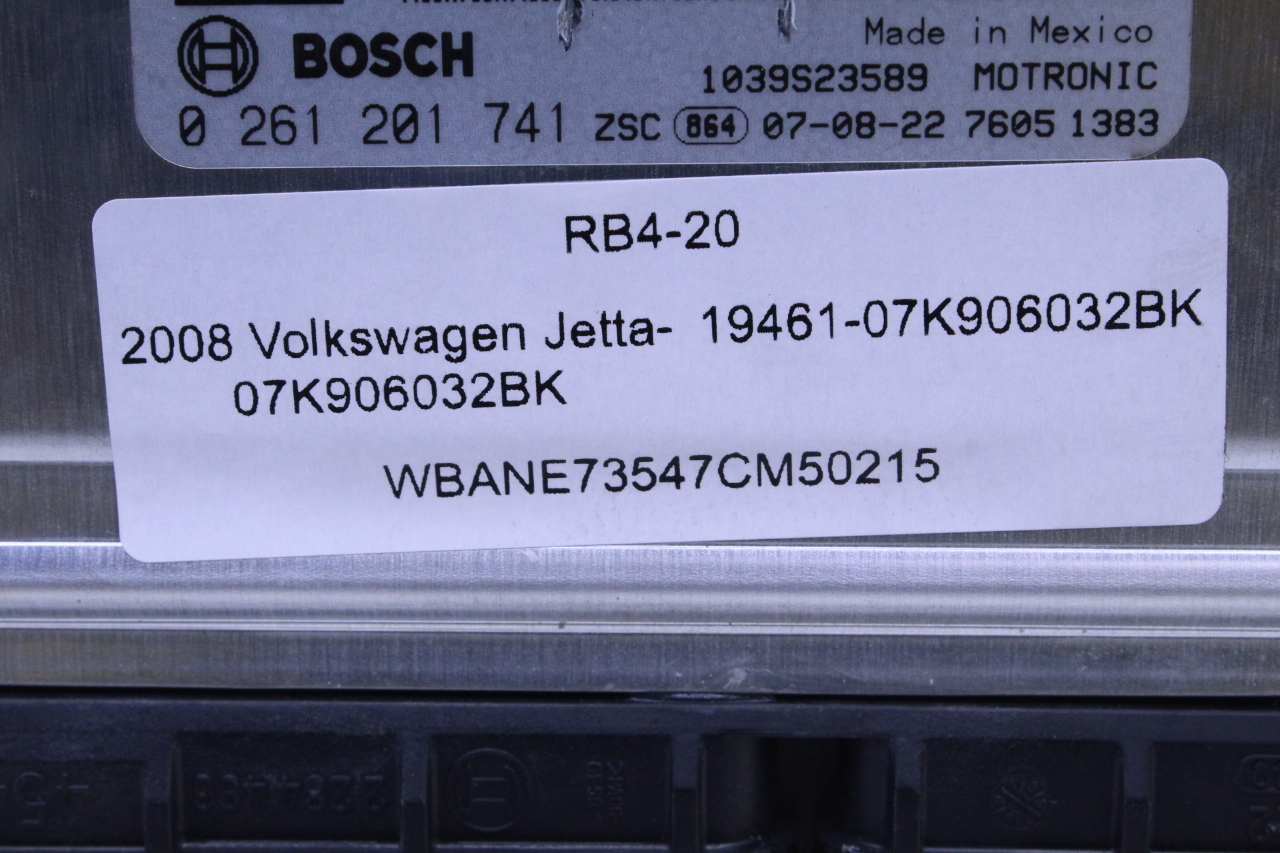 BOSCH
Made in Mexico
1039S23589 MOTRONIC
0 261 201 741 ZSC 864 07-08-22 7605 1383
RB4-20
2008 Volkswagen Jetta- 19461-07K906032BK
07K906032BK
WBANE73547CM50215